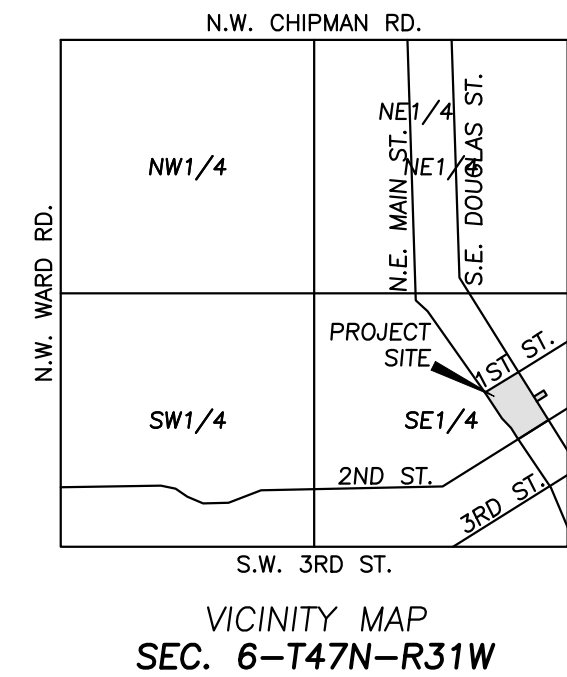 N.W. CHIPMAN RD.
NE1/4
NW1/4
NE1/4
N.E. MAIN ST.
S.E. DOUGLAS ST.
N.W. WARD RD.
PROJECT
SITE
1ST ST.
SW1/4
SE1/4
2ND ST.
3RD ST.
S.W. 3RD ST.
VICINITY MAP
SEC. 6-T47N-R31W